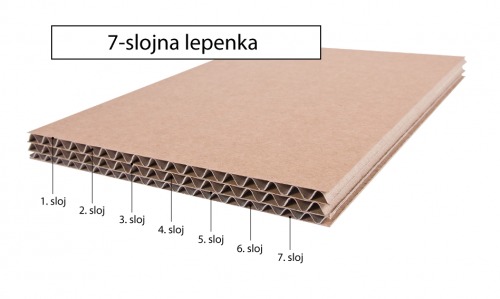 7-slojna lepenka
1. sloj
2. sloj
3. sloj
4. sloj
5. sloj
6. sloj
7. sloj